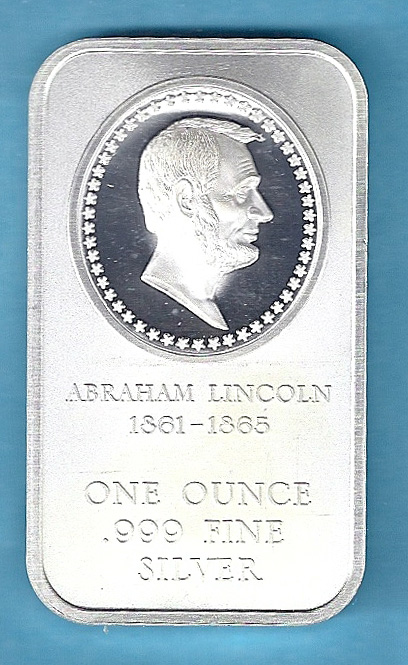 ABRAHAM LINCOLN
1861-1865
ONE OUNCE
.999 FINE
SILVER